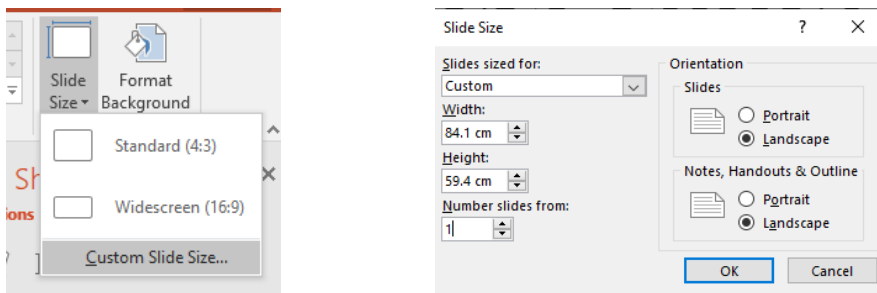 Slide Format
Size Background
Standard (4:3)
Sh
Widescreen (16:9)
ions
Custom Slide Size...
Slide Size ? X
Slides sized for:
Custom
Width:
84.1 cm
Height:
59.4 cm
Number slides from:
1
Orientation
Slides
Portrait
Landscape
Notes, Handouts & Outline
Portrait
Landscape
OK Cancel